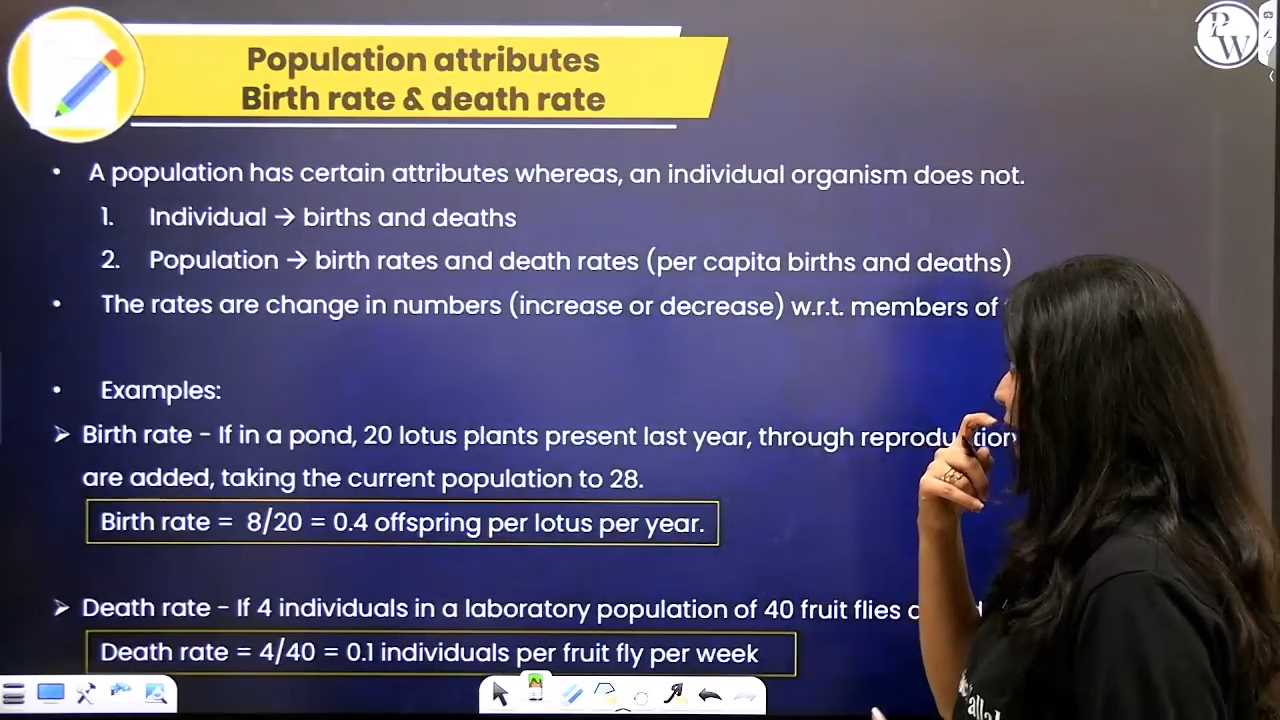 Population attributes
Birth rate & death rate
PW
• A population has certain attributes whereas, an individual organism does not.
1. Individual → births and deaths
2. Population → birth rates and death rates (per capita births and deaths)
• The rates are change in numbers (increase or decrease) w.r.t. members of
• Examples:
➢ Birth rate - If in a pond, 20 lotus plants present last year, through reproduction
are added, taking the current population to 28.
Birth rate = 8/20 = 0.4 offspring per lotus per year.
➢ Death rate - If 4 individuals in a laboratory population of 40 fruit flies
Death rate = 4/40 = 0.1 individuals per fruit fly per week